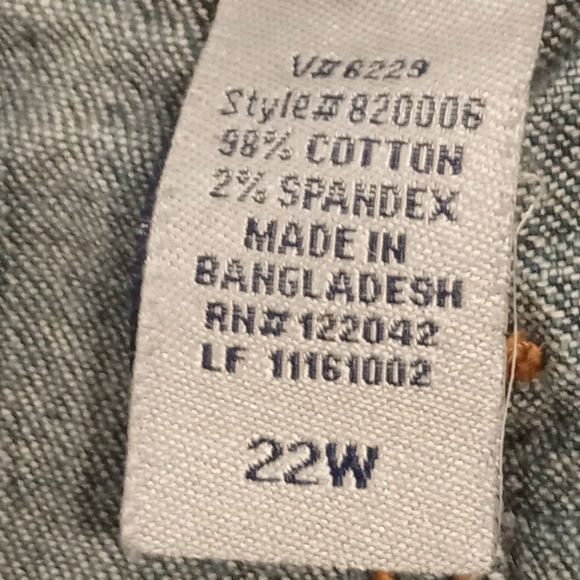 V# 6229
Style# 820006
98% COTTON
2% SPANDEX
MADE IN
BANGLADESH
RN# 122042
LF 11161002
22W